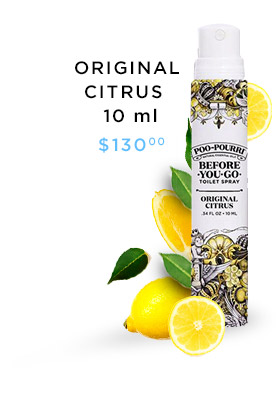 ORIGINAL
CITRUS
10 ml
$130⁰⁰
POO~POURRI
BEFORE
•YOU•GO•
TOILET SPRAY
ORIGINAL
CITRUS
.34 FL OZ • 10 ML